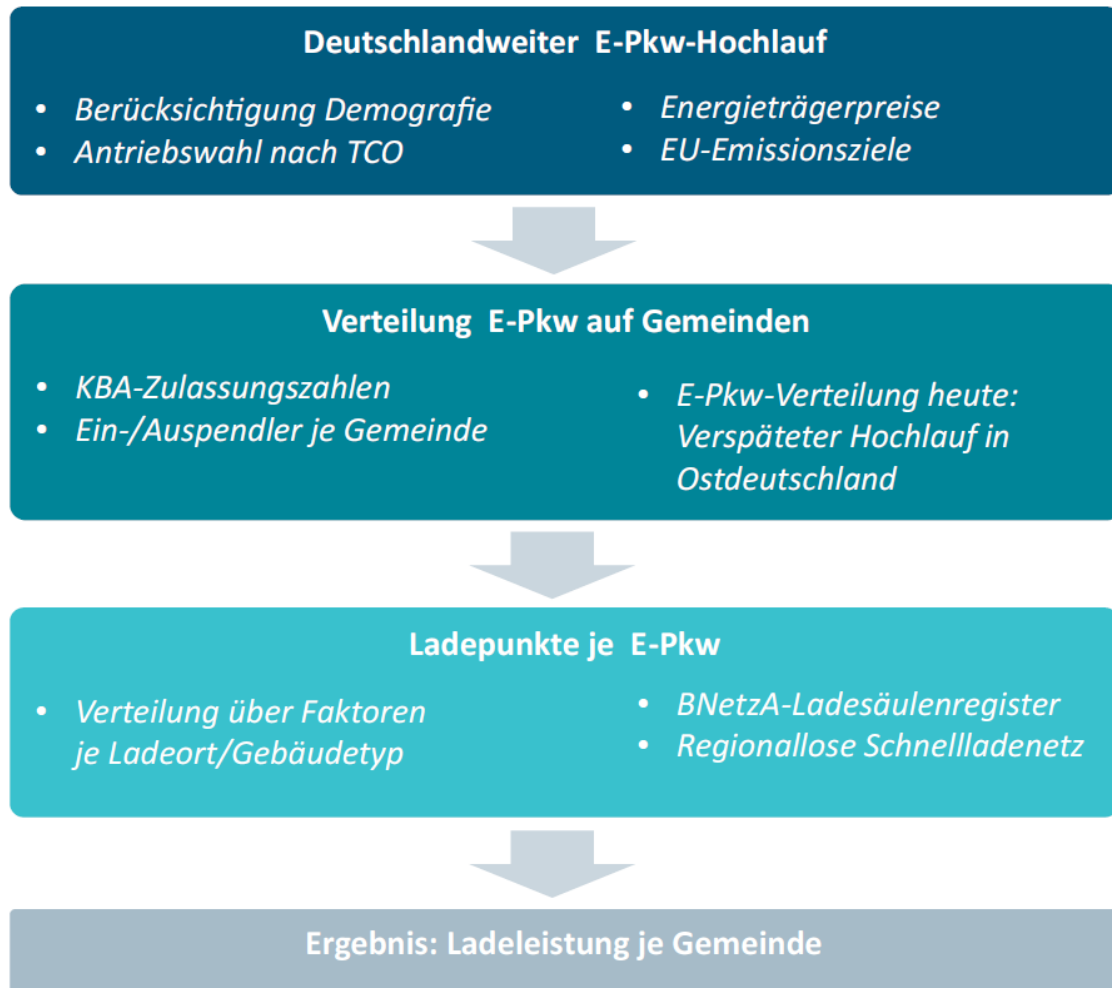 Deutschlandweiter E-Pkw-Hochlauf
• Berücksichtigung Demografie
• Antriebswahl nach TCO
• Energieträgerpreise
• EU-Emissionsziele
Verteilung E-Pkw auf Gemeinden
• KBA-Zulassungszahlen
• Ein-/Auspendler je Gemeinde
• E-Pkw-Verteilung heute:
Verspäteter Hochlauf in
Ostdeutschland
Ladepunkte je E-Pkw
• Verteilung über Faktoren
je Ladeort/Gebäudetyp
• BNetzA-Ladesäulenregister
• Regionallose Schnellladenetz
Ergebnis: Ladeleistung je Gemeinde